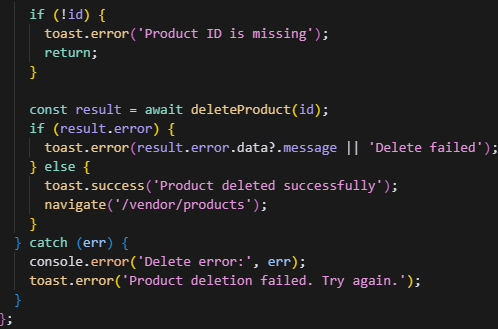 if (!id) {
toast.error('Product ID is missing');
return;
}
const result = await deleteProduct(id);
if (result.error) {
toast.error(result.error.data?.message || 'Delete failed');
} else {
toast.success('Product deleted successfully');
navigate('/vendor/products');
}
} catch (err) {
console.error('Delete error:', err);
toast.error('Product deletion failed. Try again.');
}
};